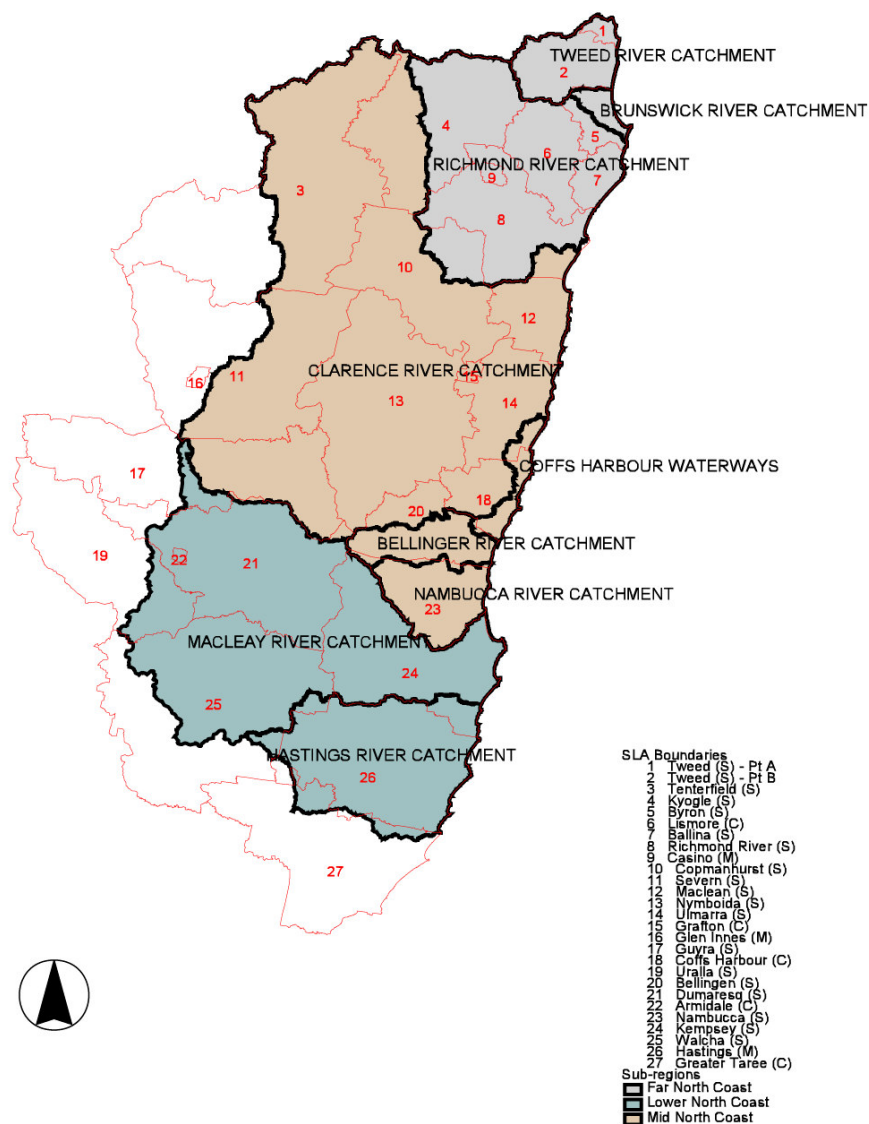 1
TWEED RIVER CATCHMENT
2
BRUNSWICK RIVER CATCHMENT
4
5
6
RICHMOND RIVER CATCHMENT
9
7
3
8
10
12
CLARENCE RIVER CATCHMENT
15
11
16
13
14
COFFS HARBOUR WATERWAYS
17
18
20
BELLINGER RIVER CATCHMENT
19
22
21
NAMBUCCA RIVER CATCHMENT
23
MACLEAY RIVER CATCHMENT
24
25
HASTINGS RIVER CATCHMENT
26
27
SLA Boundaries
1 Tweed (S) - Pt A
2 Tweed (S) - Pt B
3 Tenterfield (S)
4 Kyogle (S)
5 Byron (S)
6 Lismore (C)
7 Ballina (S)
8 Richmond River (S)
9 Casino (M)
10 Copmanhurst (S)
11 Severn (S)
12 Maclean (S)
13 Nymboida (S)
14 Ulmarra (S)
15 Grafton (C)
16 Glen Innes (M)
17 Guyra (S)
18 Coffs Harbour (C)
19 Uralla (S)
20 Bellingen (S)
21 Dumaresq (S)
22 Armidale (C)
23 Nambucca (S)
24 Kempsey (S)
25 Walcha (S)
26 Hastings (M)
27 Greater Taree (C)
Sub-regions
Far North Coast
Lower North Coast
Mid North Coast